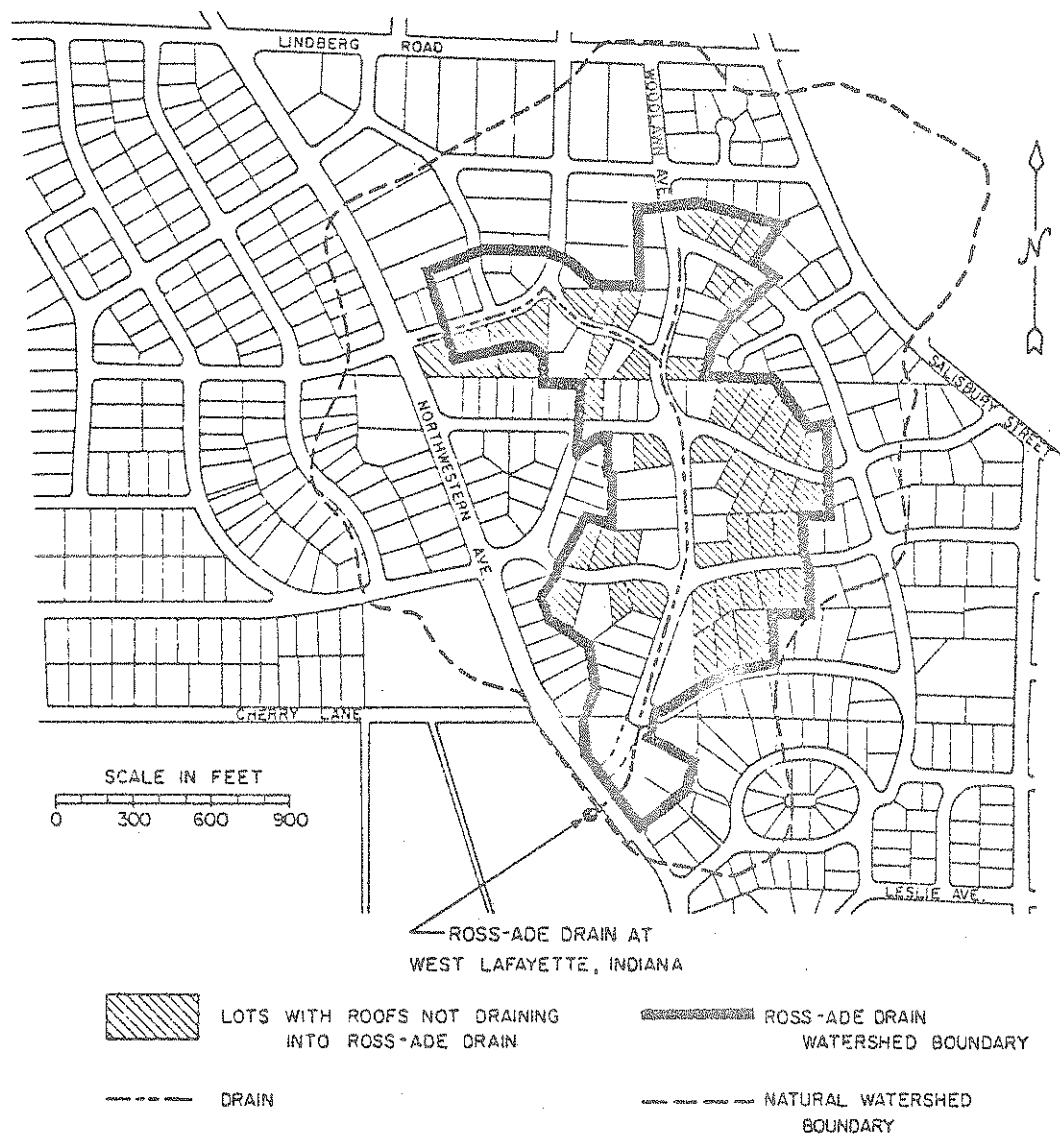 LINDBERG ROAD
WOODLAND AVE.
N
SALISBURY STREET
NORTHWESTERN AVE.
CHERRY LANE
SCALE IN FEET
0 300 600 900
LESLIE AVE.
ROSS-ADE DRAIN AT
WEST LAFAYETTE, INDIANA
LOTS WITH ROOFS NOT DRAINING
INTO ROSS-ADE DRAIN
ROSS-ADE DRAIN
WATERSHED BOUNDARY
DRAIN
NATURAL WATERSHED
BOUNDARY